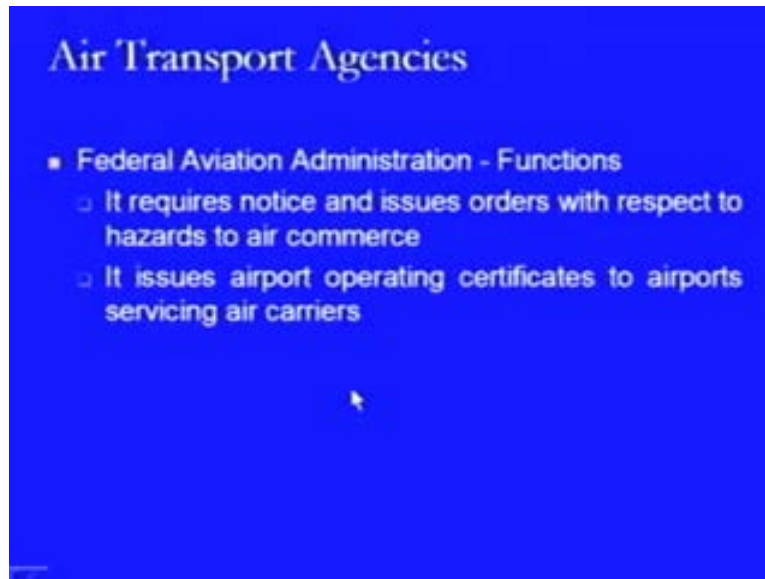 Air Transport Agencies
Federal Aviation Administration - Functions
It requires notice and issues orders with respect to
hazards to air commerce
It issues airport operating certificates to airports
servicing air carriers